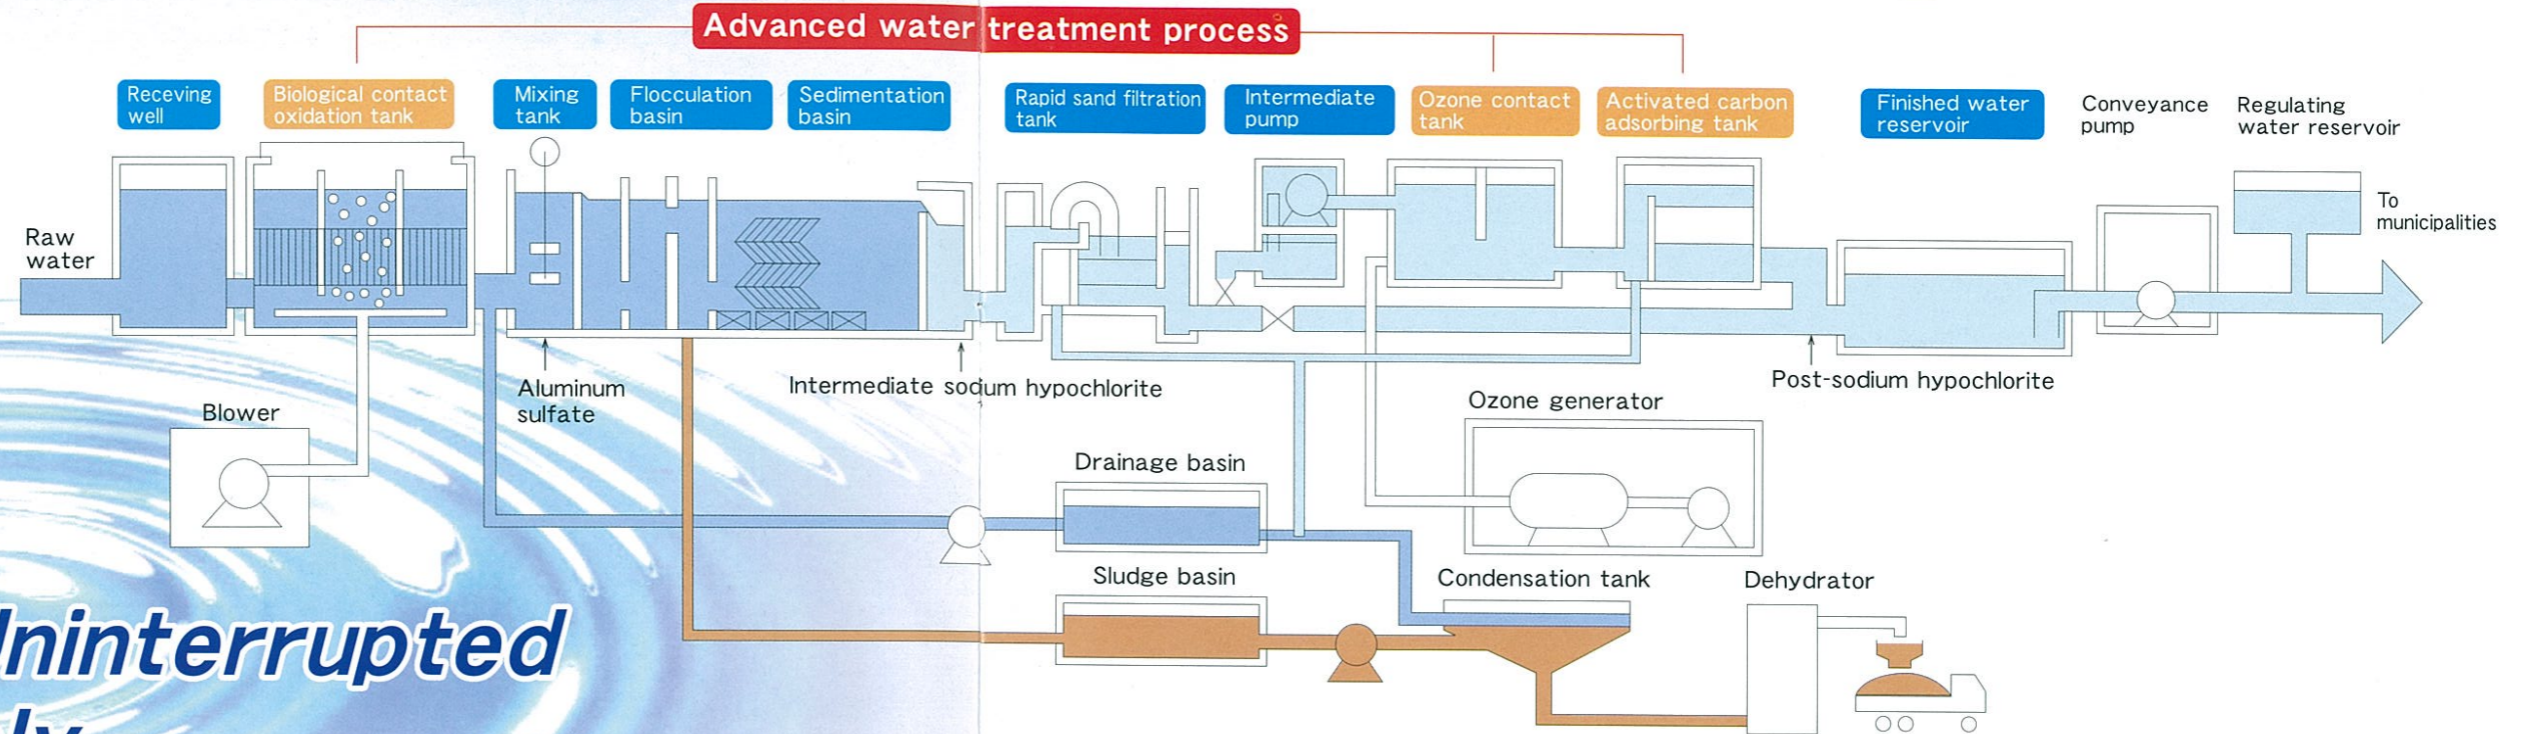 Advanced water treatment process
Receving
well
Biological contact
oxidation tank
Mixing
tank
Flocculation
basin
Sedimentation
basin
Rapid sand filtration
tank
Intermediate
pump
Ozone contact
tank
Activated carbon
adsorbing tank
Finished water
reservoir
Conveyance
pump
Regulating
water reservoir
Raw
water
To
municipalities
Aluminum
sulfate
Intermediate sodum hypochlorite
Post-sodium hypochlorite
Blower
Ozone generator
Drainage basin
Sludge basin
Condensation tank
Dehydrator
Uninterrupted